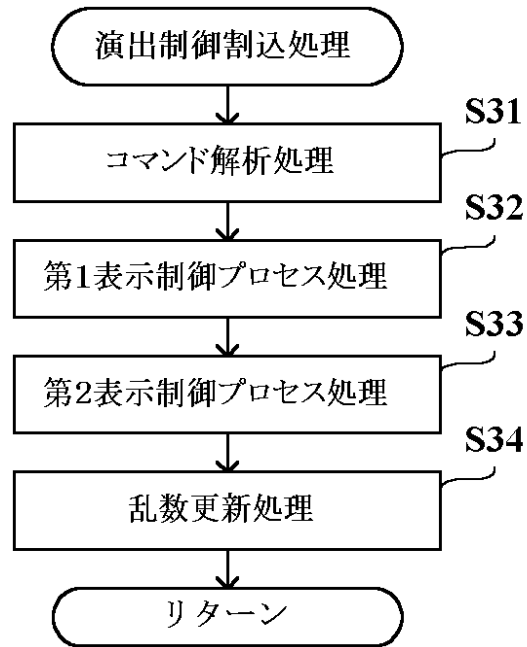 演出制御割込処理
S31
コマンド解析処理
S32
第1表示制御プロセス処理
S33
第2表示制御プロセス処理
S34
乱数更新処理
リターン